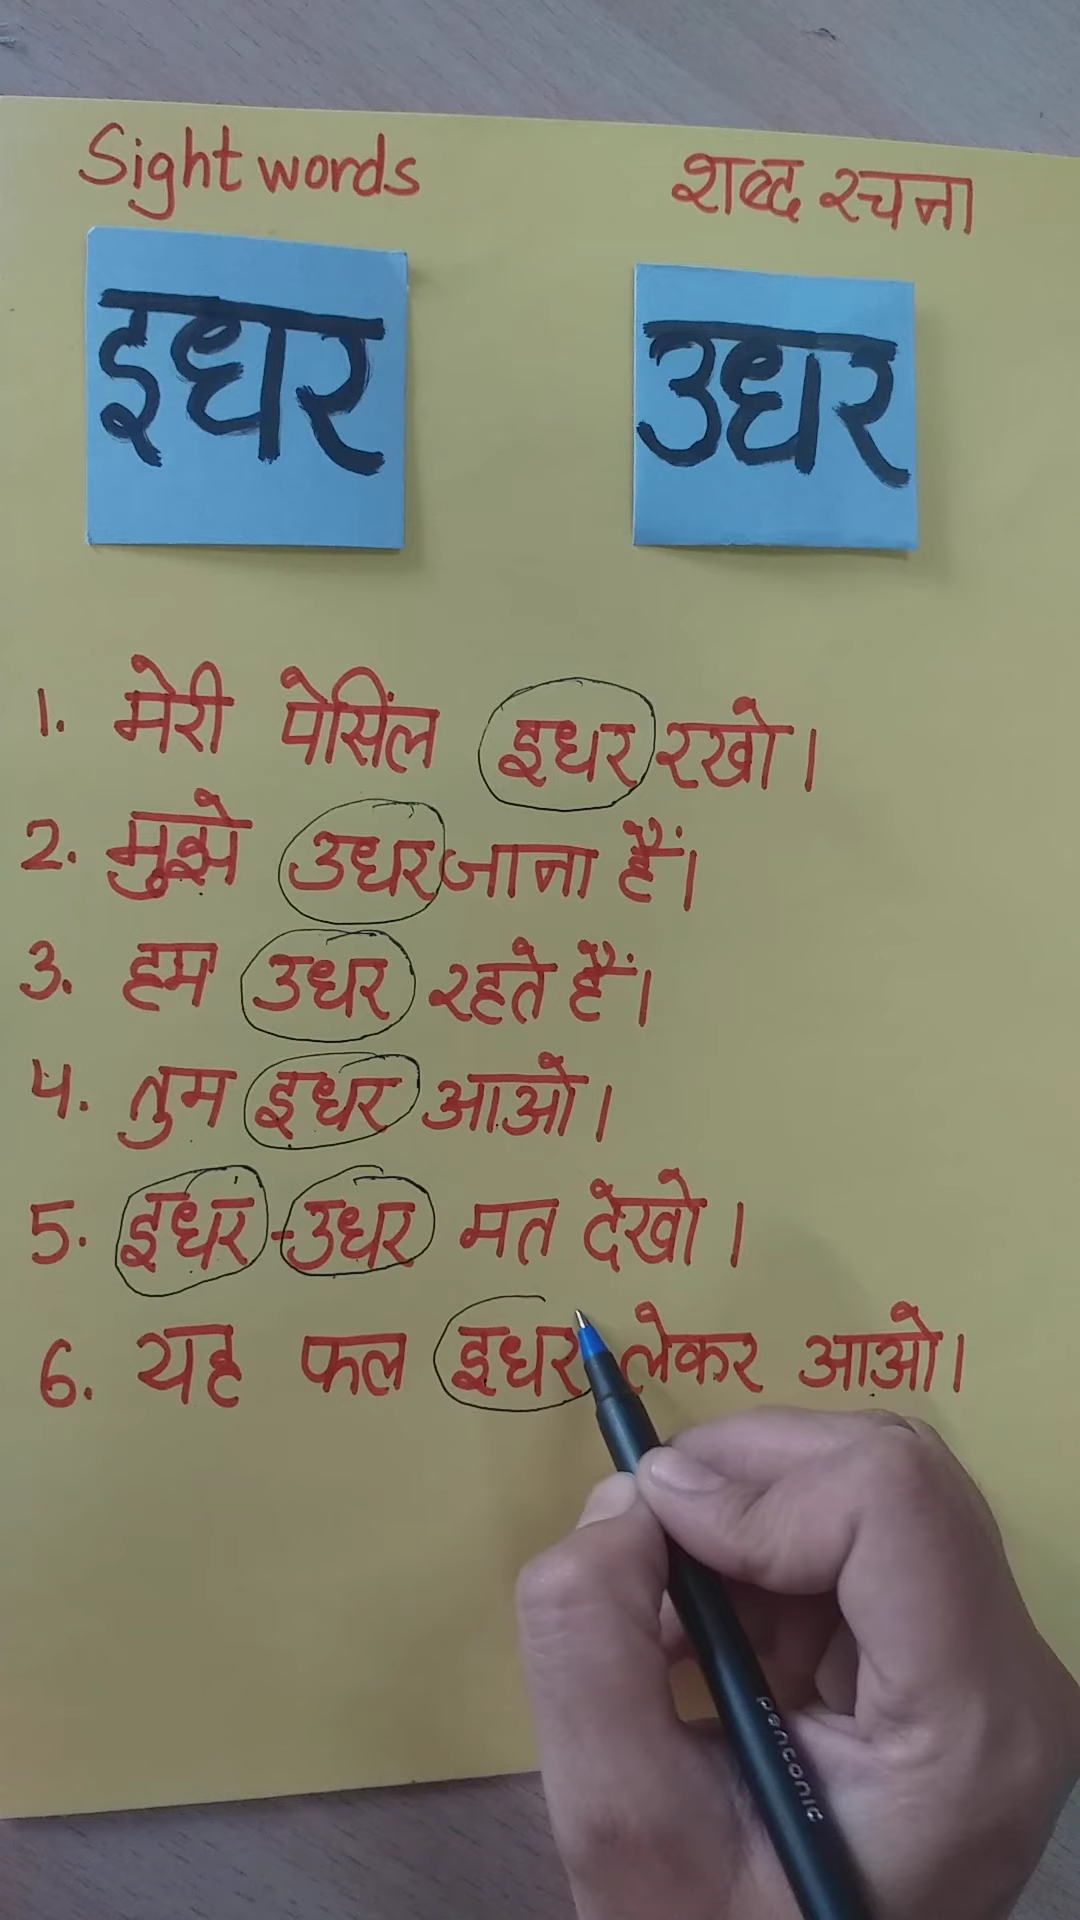 Sight words शब्द रचना
इधर उधर
1. मेरी पेसिंल इधर रखो।
2. मुझे उधर जाना हैं।
3. हम उधर रहते हैं।
4. तुम इधर आओ।
5. इधर-उधर मत देखो।
6. यह फल इधर लेकर आओ।
penconic